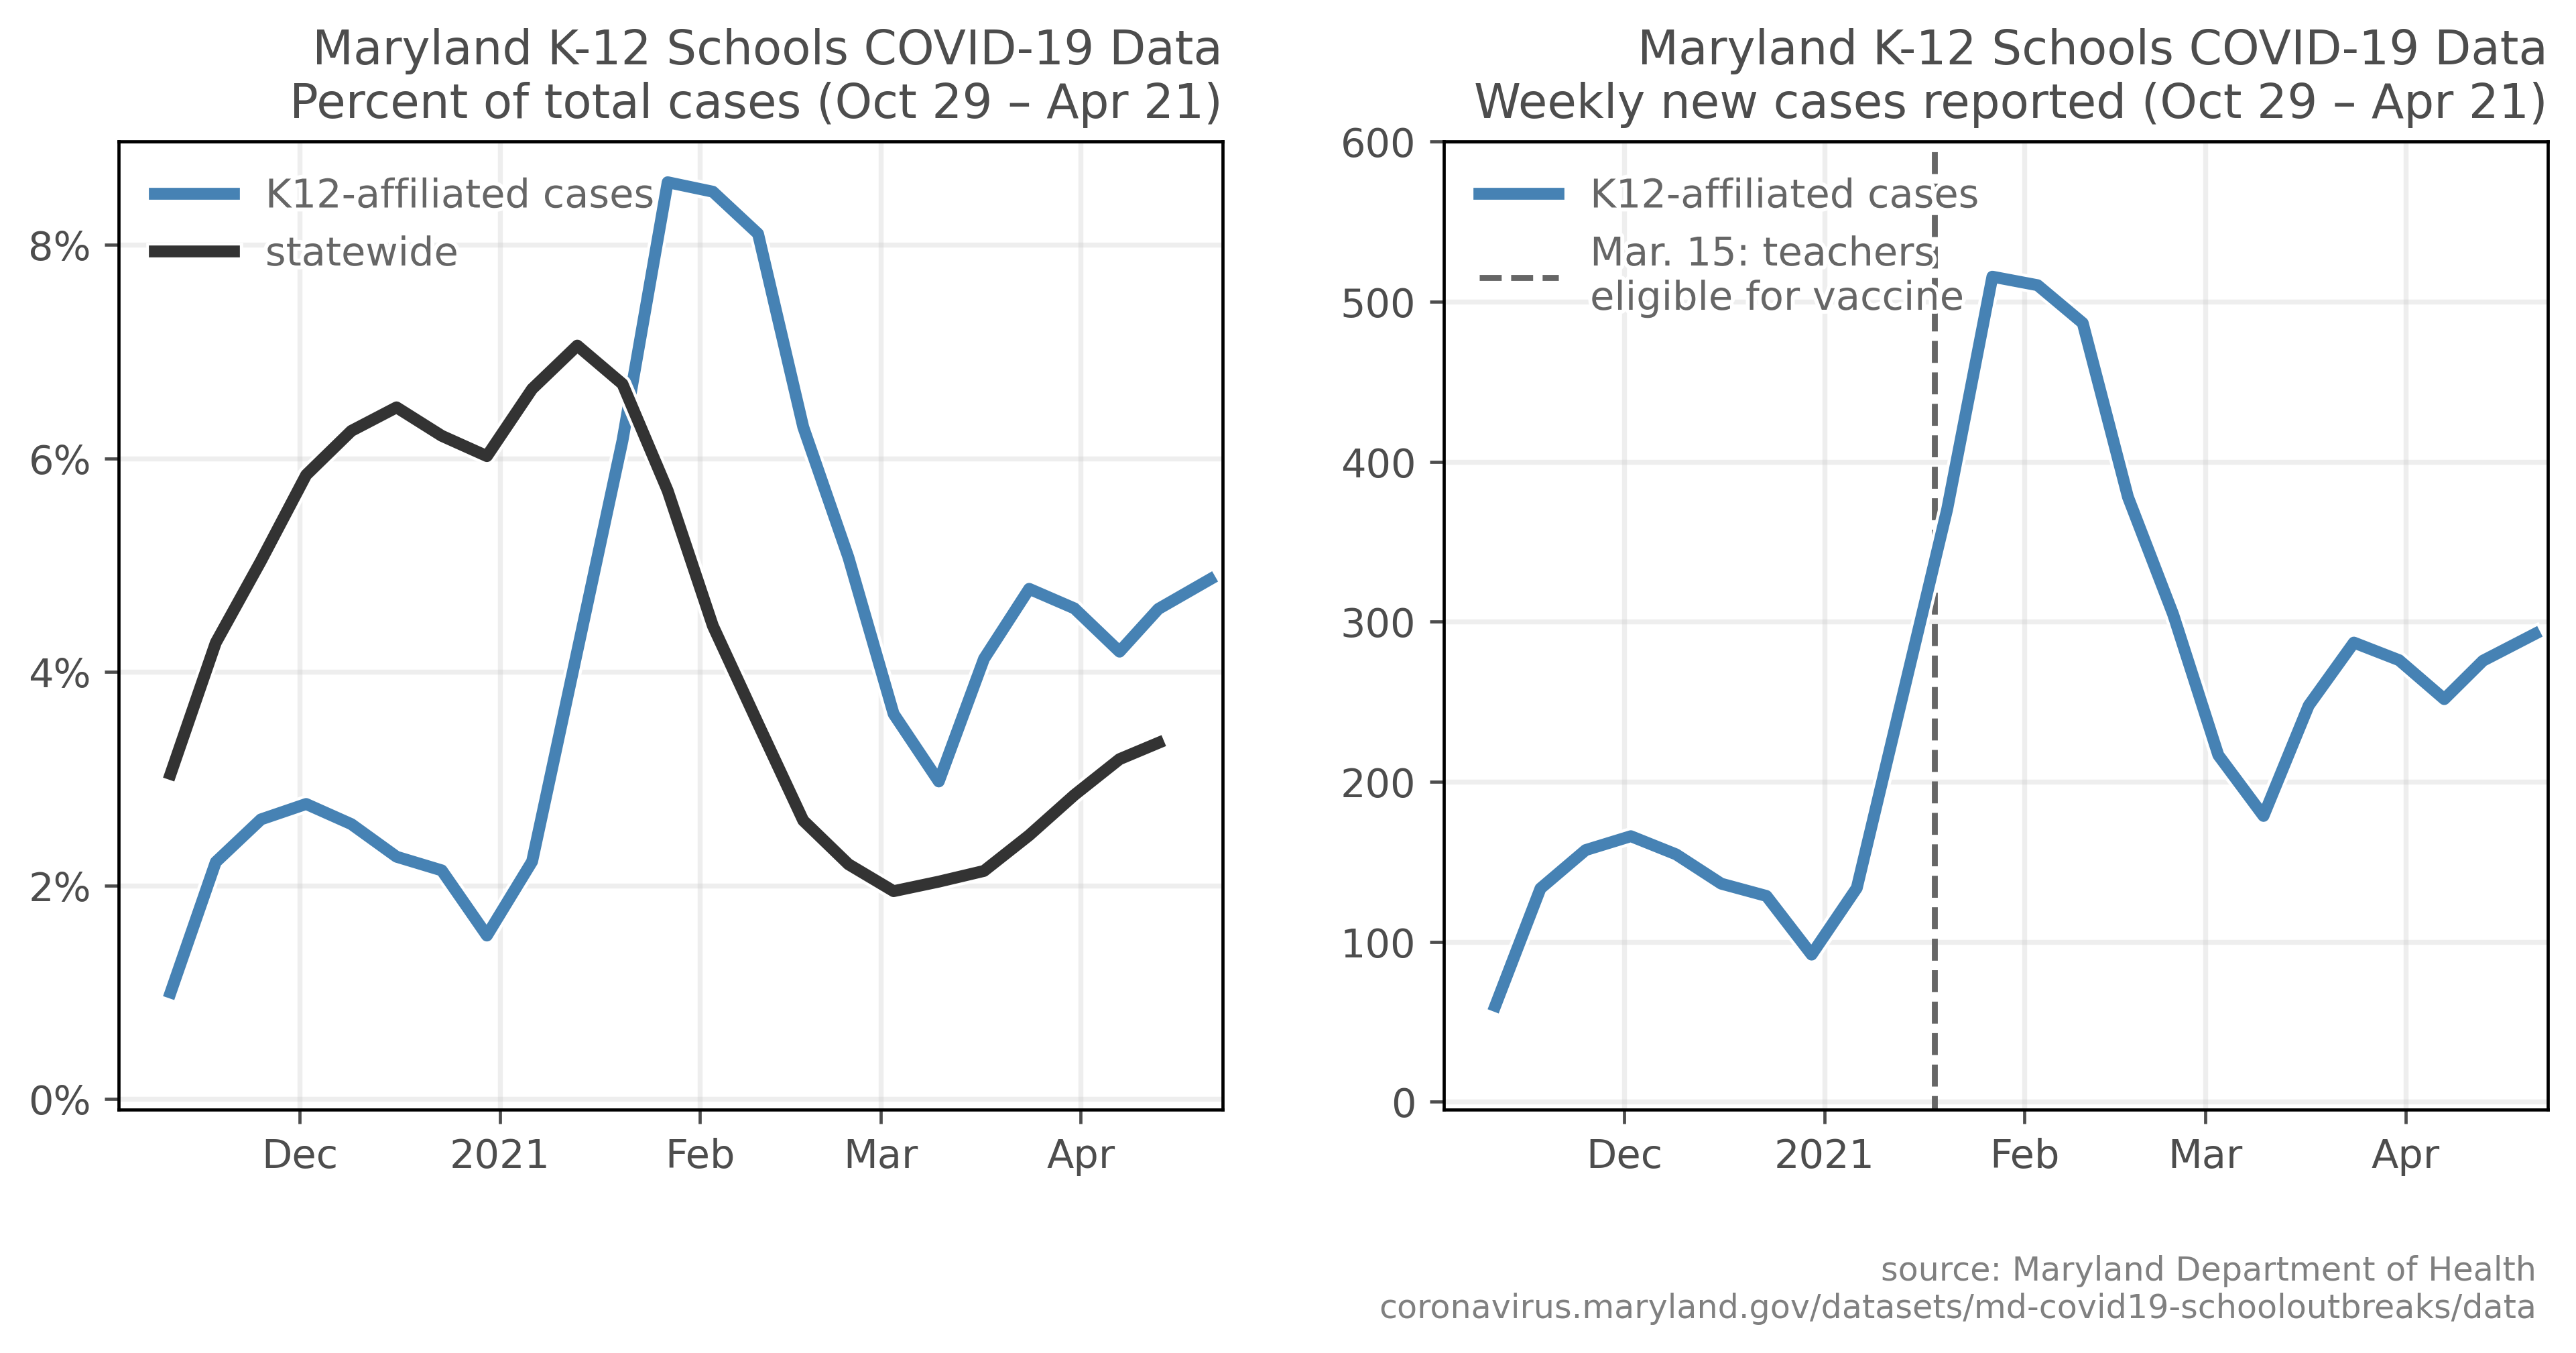 Maryland K-12 Schools COVID-19 Data
Percent of total cases (Oct 29 – Apr 21)
K12-affiliated cases
statewide
8%
6%
4%
2%
0%
Dec 2021 Feb Mar Apr
Maryland K-12 Schools COVID-19 Data
Weekly new cases reported (Oct 29 – Apr 21)
K12-affiliated cases
Mar. 15: teachers
eligible for vaccine
600
500
400
300
200
100
0
Dec 2021 Feb Mar Apr
source: Maryland Department of Health
coronavirus.maryland.gov/datasets/md-covid19-schooloutbreaks/data